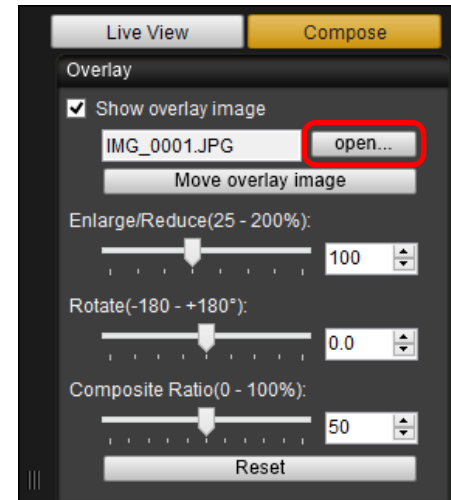 Live View Compose
Overlay
Show overlay image
IMG_0001.JPG open...
Move overlay image
Enlarge/Reduce(25 - 200%):
100
Rotate(-180 - +180°):
0.0
Composite Ratio(0 - 100%):
50
Reset